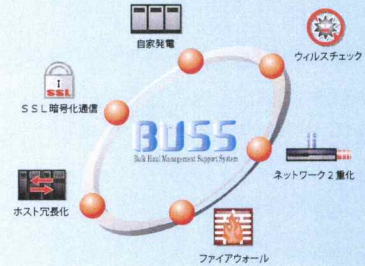 自家発電
ウィルスチェック
SSL
SSL暗号化通信
BUSS
Bulk Haul Management Support System
ネットワーク2重化
ホスト冗長化
ファイアウォール